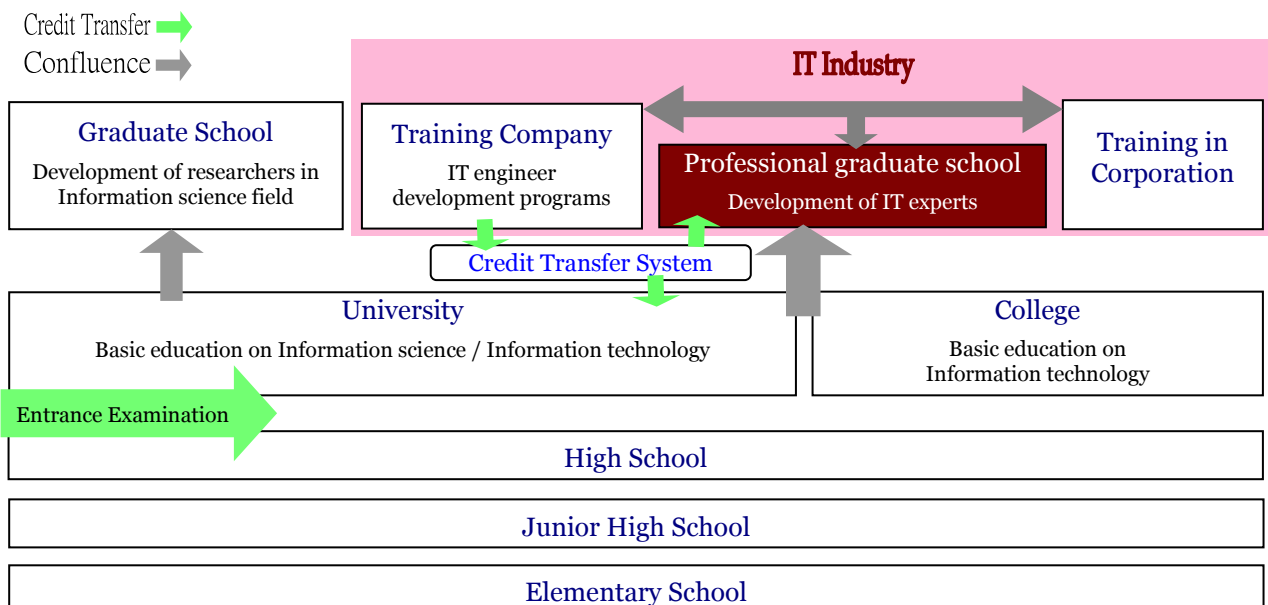 Credit Transfer
Confluence
IT Industry
Graduate School
Development of researchers in
Information science field
Training Company
IT engineer
development programs
Professional graduate school
Development of IT experts
Training in
Corporation
Credit Transfer System
University
Basic education on Information science / Information technology
College
Basic education on
Information technology
Entrance Examination
High School
Junior High School
Elementary School